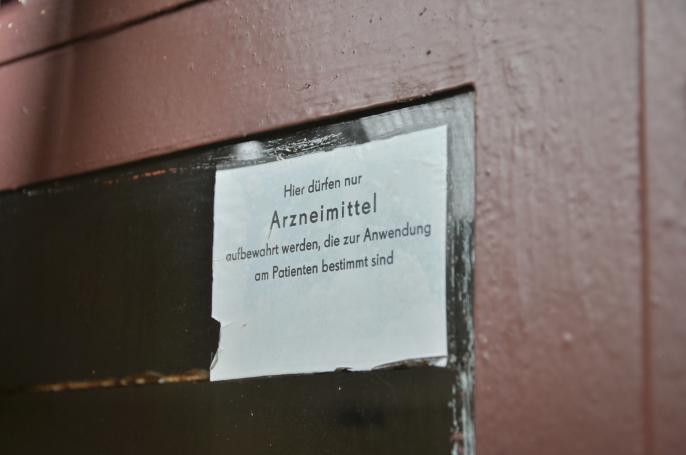 Hier dürfen nur
Arzneimittel
aufbewahrt werden, die zur Anwendung
am Patienten bestimmt sind